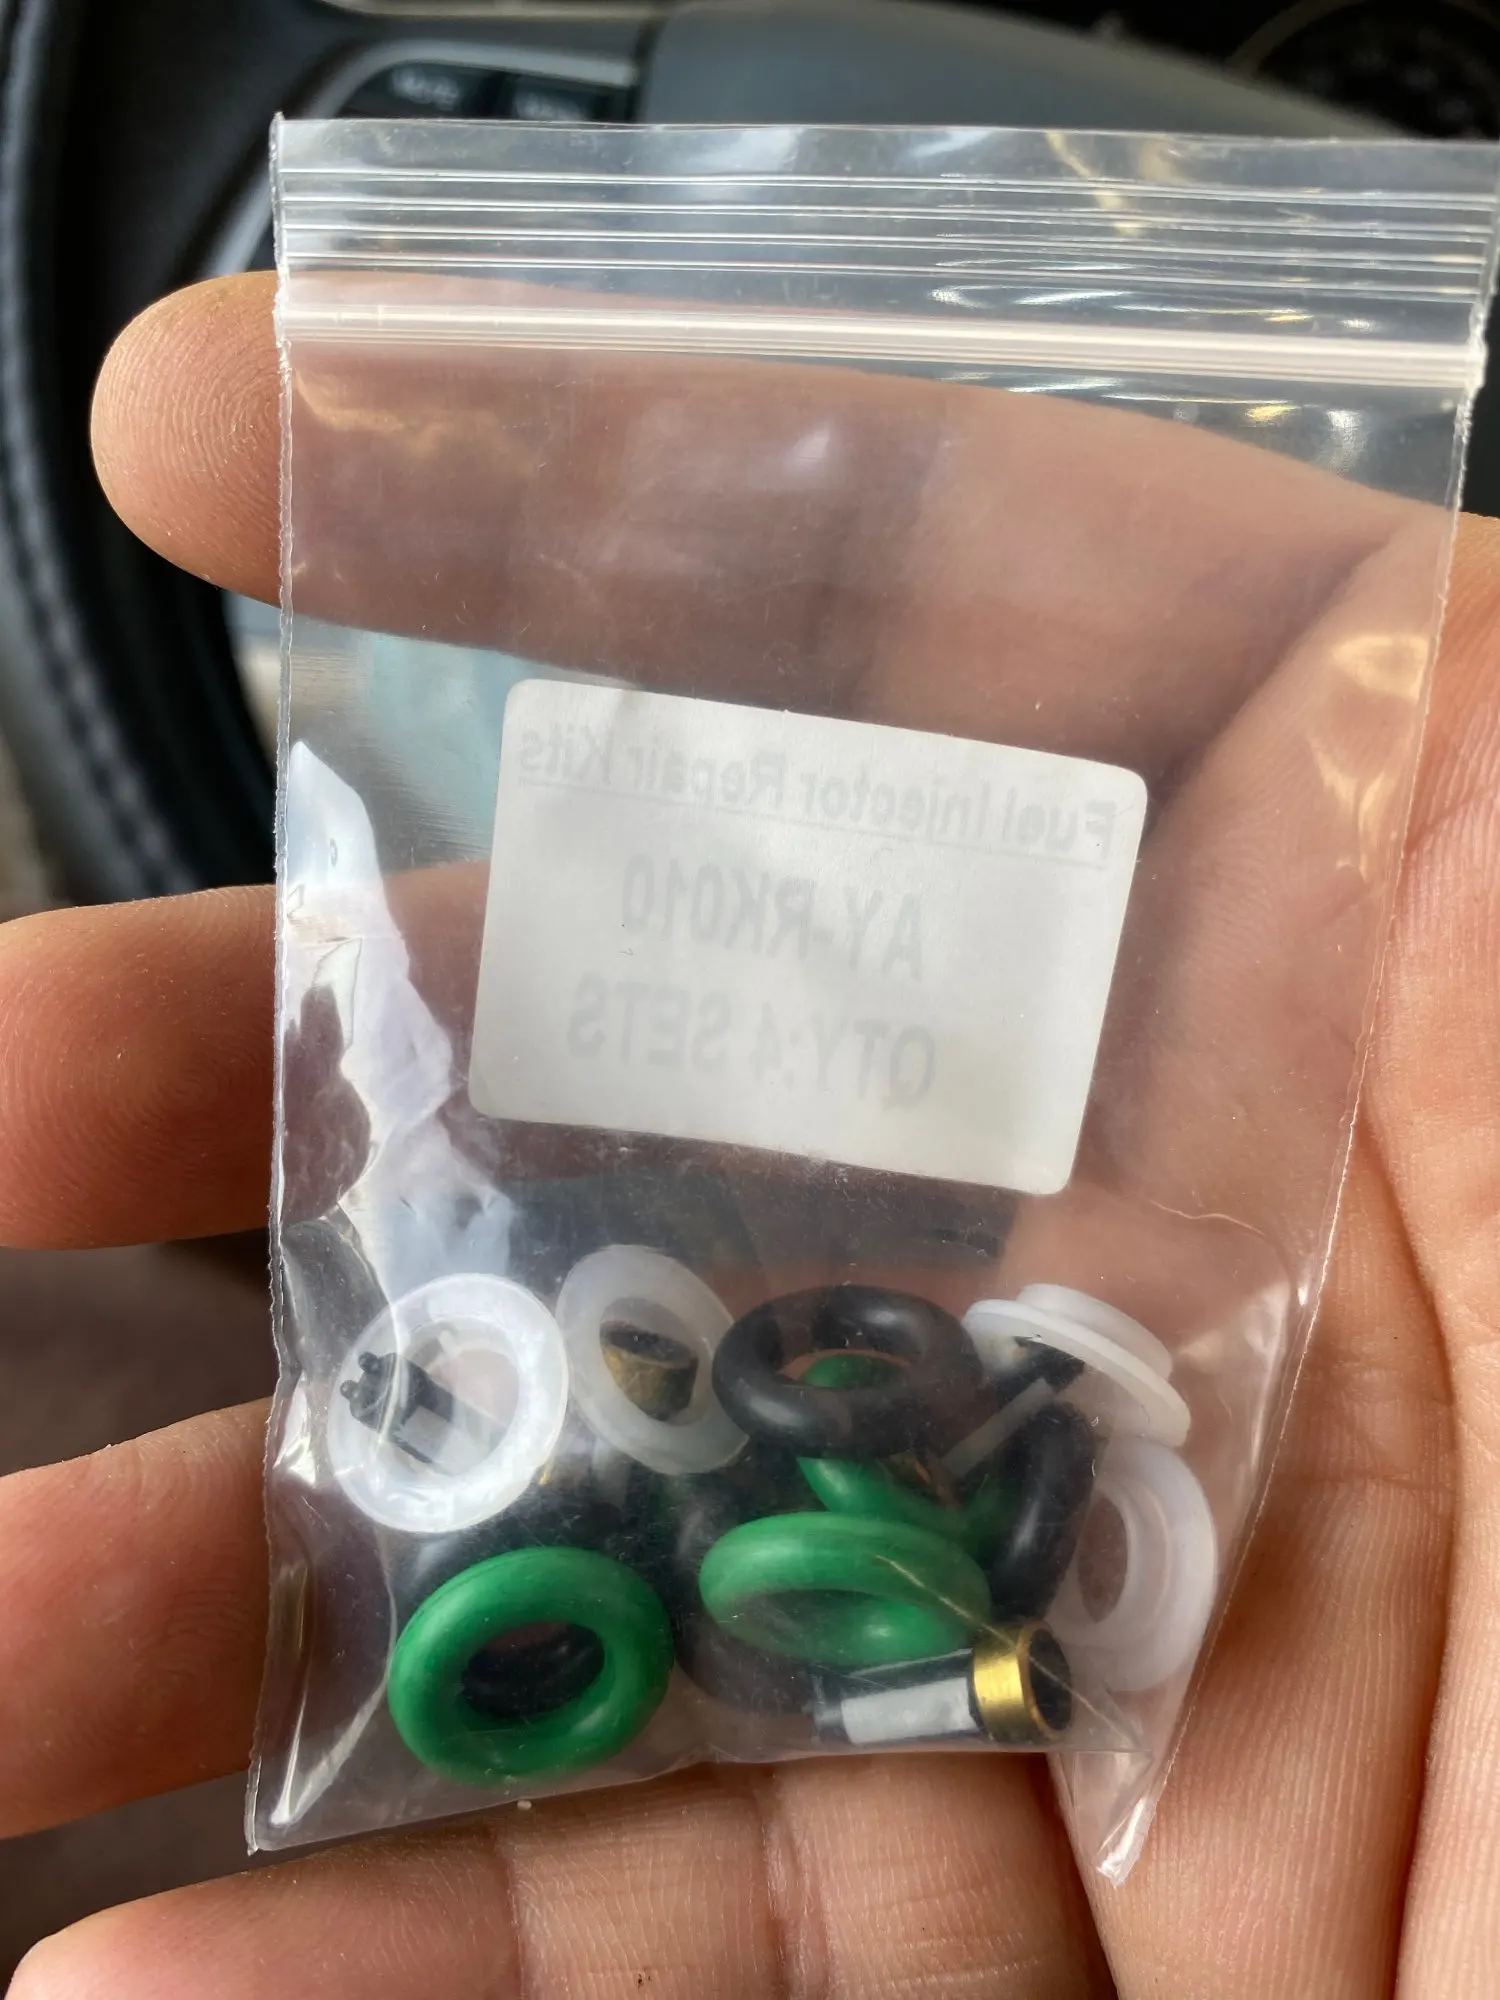 Fuel Injector Repair Kits
AY-RK010
QTY:4 SETS